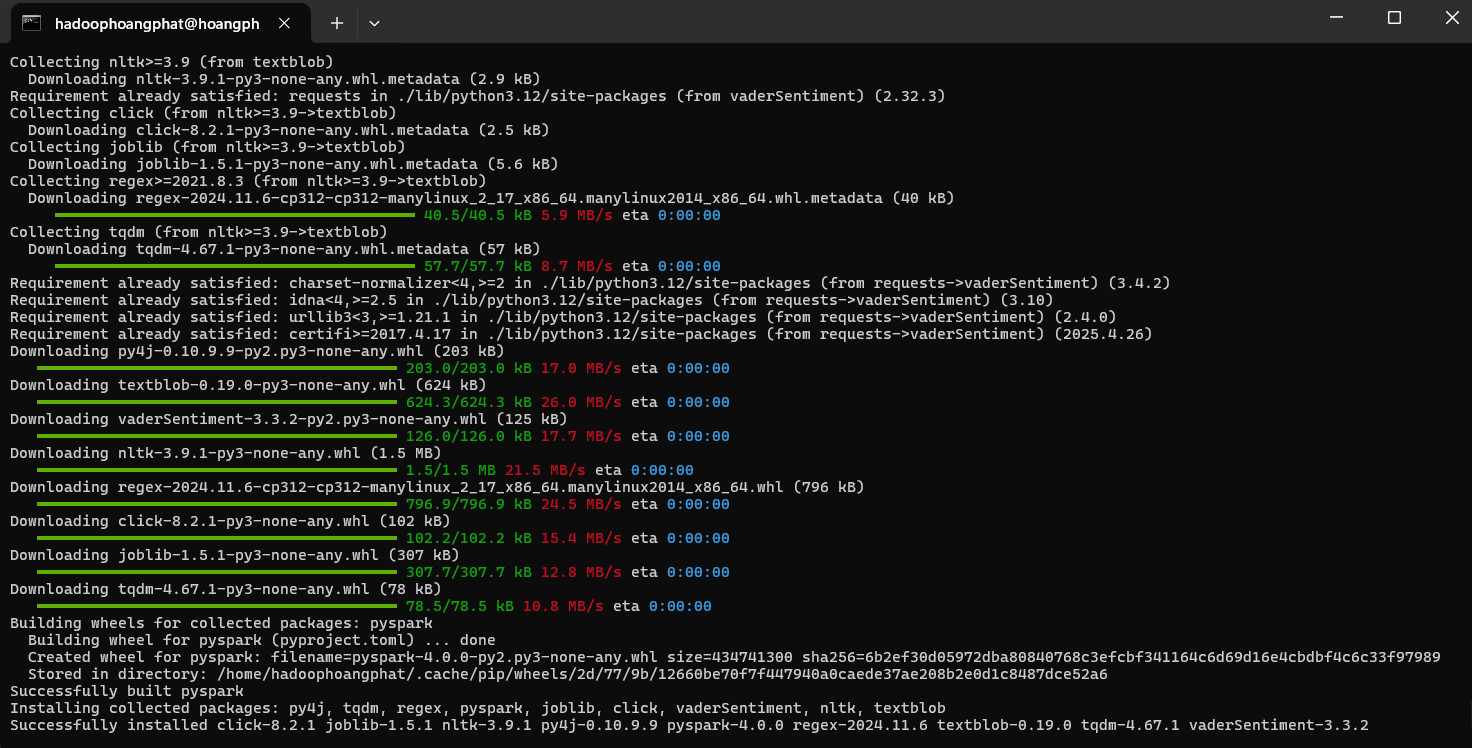 hadoophoangphat@hoangph
Collecting nltk>=3.9 (from textblob)
  Downloading nltk-3.9.1-py3-none-any.whl.metadata (2.9 kB)
Requirement already satisfied: requests in ./lib/python3.12/site-packages (from vaderSentiment) (2.32.3)
Collecting click (from nltk>=3.9->textblob)
  Downloading click-8.2.1-py3-none-any.whl.metadata (2.5 kB)
Collecting joblib (from nltk>=3.9->textblob)
  Downloading joblib-1.5.1-py3-none-any.whl.metadata (5.6 kB)
Collecting regex>=2021.8.3 (from nltk>=3.9->textblob)
  Downloading regex-2024.11.6-cp312-cp312-manylinux_2_17_x86_64.manylinux2014_x86_64.whl.metadata (40 kB)
40.5/40.5 kB 5.9 MB/s eta 0:00:00
Collecting tqdm (from nltk>=3.9->textblob)
  Downloading tqdm-4.67.1-py3-none-any.whl.metadata (57 kB)
57.7/57.7 kB 8.7 MB/s eta 0:00:00
Requirement already satisfied: charset-normalizer<4,>=2 in ./lib/python3.12/site-packages (from requests->vaderSentiment) (3.4.2)
Requirement already satisfied: idna<4,>=2.5 in ./lib/python3.12/site-packages (from requests->vaderSentiment) (3.10)
Requirement already satisfied: urllib3<3,>=1.21.1 in ./lib/python3.12/site-packages (from requests->vaderSentiment) (2.4.0)
Requirement already satisfied: certifi>=2017.4.17 in ./lib/python3.12/site-packages (from requests->vaderSentiment) (2025.4.26)
Downloading py4j-0.10.9.9-py2.py3-none-any.whl (203 kB)
203.0/203.0 kB 17.0 MB/s eta 0:00:00
Downloading textblob-0.19.0-py3-none-any.whl (624 kB)
624.3/624.3 kB 26.0 MB/s eta 0:00:00
Downloading vaderSentiment-3.3.2-py2.py3-none-any.whl (125 kB)
126.0/126.0 kB 17.7 MB/s eta 0:00:00
Downloading nltk-3.9.1-py3-none-any.whl (1.5 MB)
1.5/1.5 MB 21.5 MB/s eta 0:00:00
Downloading regex-2024.11.6-cp312-cp312-manylinux_2_17_x86_64.manylinux2014_x86_64.whl (796 kB)
796.9/796.9 kB 24.5 MB/s eta 0:00:00
Downloading click-8.2.1-py3-none-any.whl (102 kB)
102.2/102.2 kB 15.4 MB/s eta 0:00:00
Downloading joblib-1.5.1-py3-none-any.whl (307 kB)
307.7/307.7 kB 12.8 MB/s eta 0:00:00
Downloading tqdm-4.67.1-py3-none-any.whl (78 kB)
78.5/78.5 kB 10.8 MB/s eta 0:00:00
Building wheels for collected packages: pyspark
  Building wheel for pyspark (pyproject.toml) ... done
  Created wheel for pyspark: filename=pyspark-4.0.0-py2.py3-none-any.whl size=434741300 sha256=6b2ef30d05972dba80840768c3efcbf341164c6d69d16e4cbdbf4c6c33f97989
  Stored in directory: /home/hadoophoangphat/.cache/pip/wheels/2d/77/9b/12660be70f7f447940a0caede37ae208b2e0d1c8487dce52a6
Successfully built pyspark
Installing collected packages: py4j, tqdm, regex, pyspark, joblib, click, vaderSentiment, nltk, textblob
Successfully installed click-8.2.1 joblib-1.5.1 nltk-3.9.1 py4j-0.10.9.9 pyspark-4.0.0 regex-2024.11.6 textblob-0.19.0 tqdm-4.67.1 vaderSentiment-3.3.2